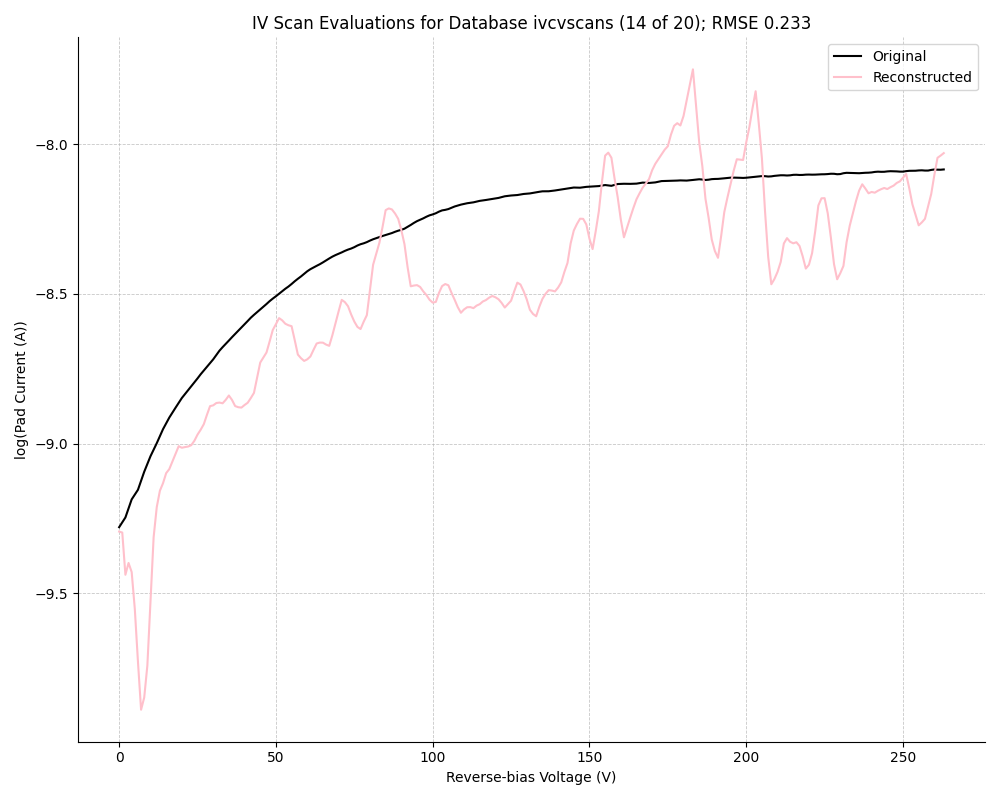 IV Scan Evaluations for Database ivcvscans (14 of 20); RMSE 0.233
Original
Reconstructed
log(Pad Current (A))
−8.0
−8.5
−9.0
−9.5
0
50
100
150
200
250
Reverse-bias Voltage (V)